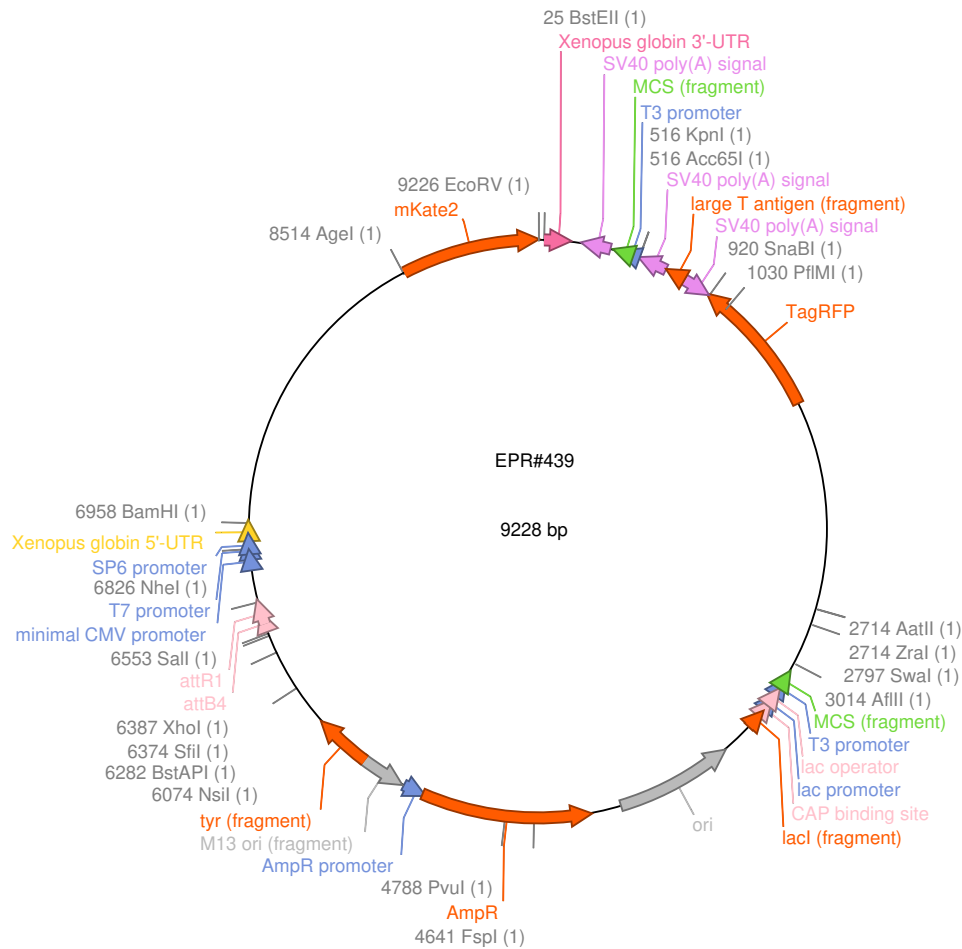 25 BstEII (1)
Xenopus globin 3'-UTR
SV40 poly(A) signal
MCS (fragment)
T3 promoter
516 KpnI (1)
516 Acc65I (1)
SV40 poly(A) signal
large T antigen (fragment)
SV40 poly(A) signal
920 SnaBI (1)
1030 PflMI (1)
TagRFP
9226 EcoRV (1)
mKate2
8514 AgeI (1)
EPR#439
9228 bp
6958 BamHI (1)
Xenopus globin 5'-UTR
SP6 promoter
6826 NheI (1)
T7 promoter
minimal CMV promoter
6553 SalI (1)
attR1
attB4
6387 XhoI (1)
6374 SfiI (1)
6282 BstAPI (1)
6074 NsiI (1)
tyr (fragment)
M13 ori (fragment)
AmpR promoter
4788 PvuI (1)
AmpR
4641 FspI (1)
ori
2714 AatII (1)
2714 ZraI (1)
2797 SwaI (1)
3014 AflII (1)
MCS (fragment)
T3 promoter
lac operator
lac promoter
CAP binding site
lacI (fragment)